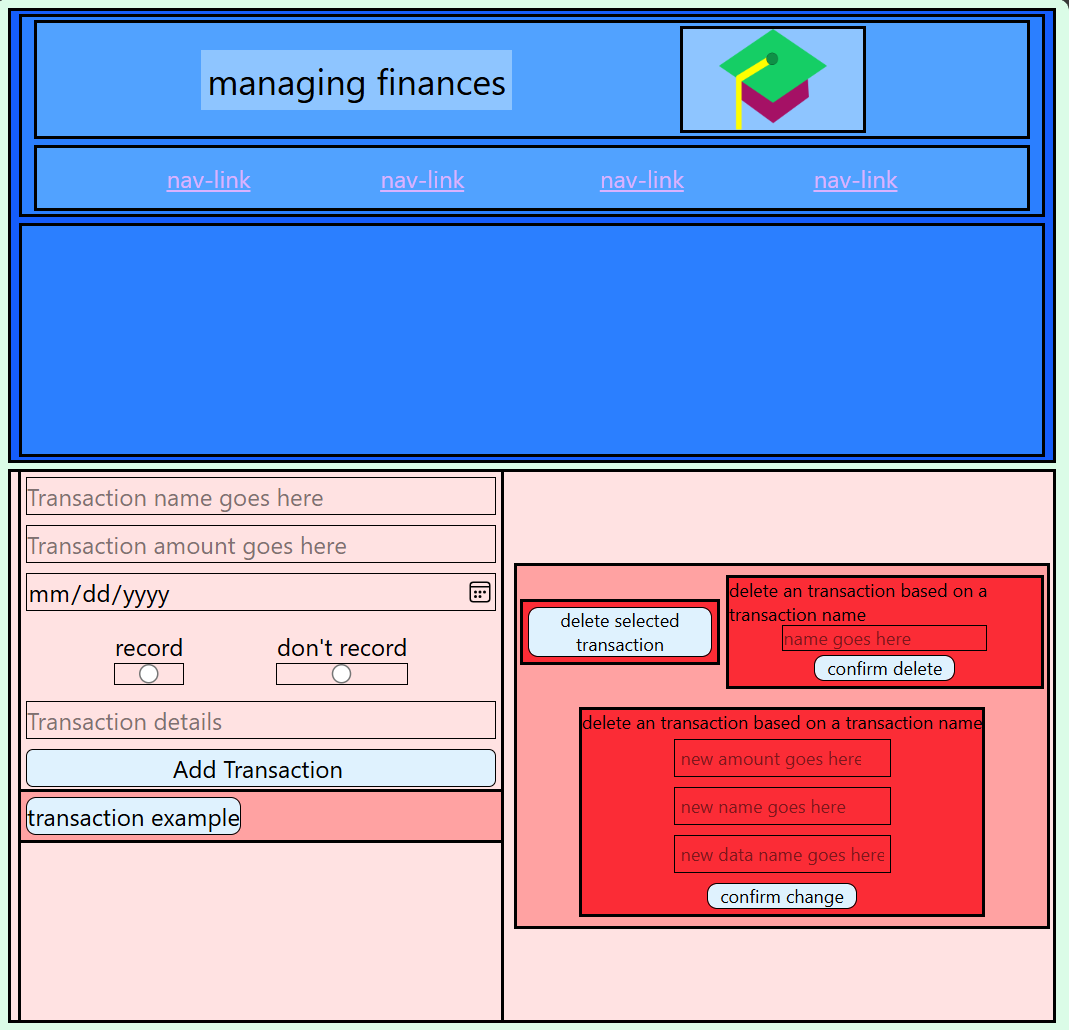 managing finances
nav-link nav-link nav-link nav-link
Transaction name goes here
Transaction amount goes here
mm/dd/yyyy
record don't record
Transaction details
Add Transaction
transaction example
delete selected
transaction
delete an transaction based on a
transaction name
name goes here
confirm delete
delete an transaction based on a transaction name
new amount goes here
new name goes here
new data name goes here
confirm change